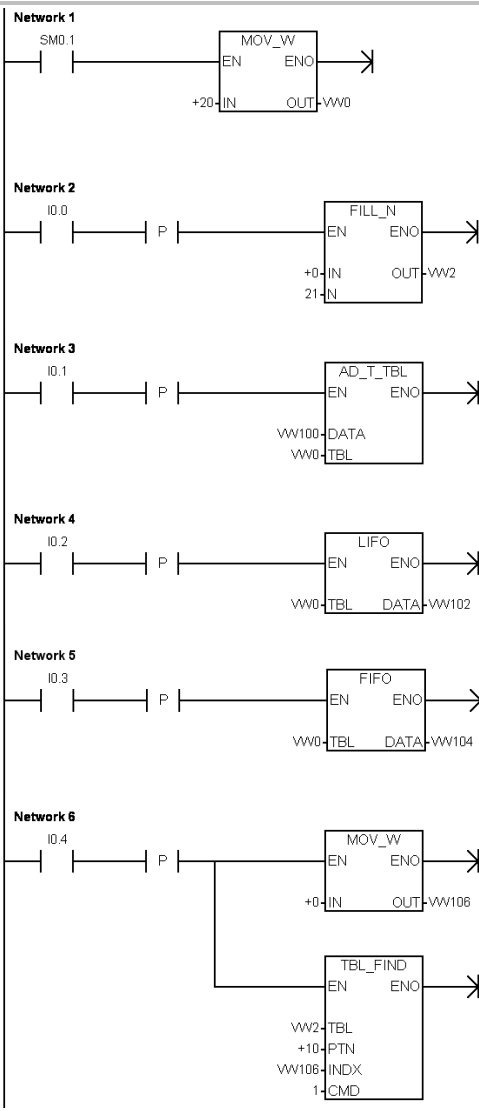 Network 1
SM0.1
MOV_W
EN ENO
+20 IN OUT VW0
Network 2
I0.0
P
FILL_N
EN ENO
+0 IN OUT VW2
21 N
Network 3
I0.1
P
AD_T_TBL
EN ENO
VW100 DATA
VW0 TBL
Network 4
I0.2
P
LIFO
EN ENO
VW0 TBL DATA VW102
Network 5
I0.3
P
FIFO
EN ENO
VW0 TBL DATA VW104
Network 6
I0.4
P
MOV_W
EN ENO
+0 IN OUT VW106
TBL_FIND
EN ENO
VW2 TBL
+10 PTN
VW106 INDX
1 CMD